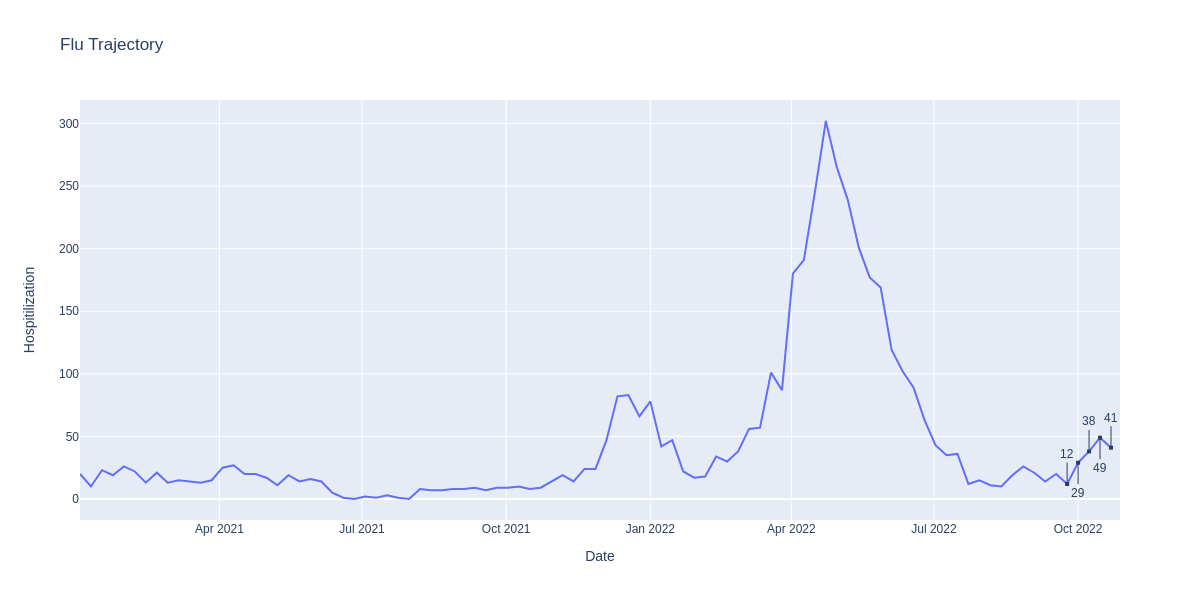 Flu Trajectory
300
250
200
150
100
50
0
Hospitilization
12
29
38
49
41
Apr 2021
Jul 2021
Oct 2021
Jan 2022
Apr 2022
Jul 2022
Oct 2022
Date